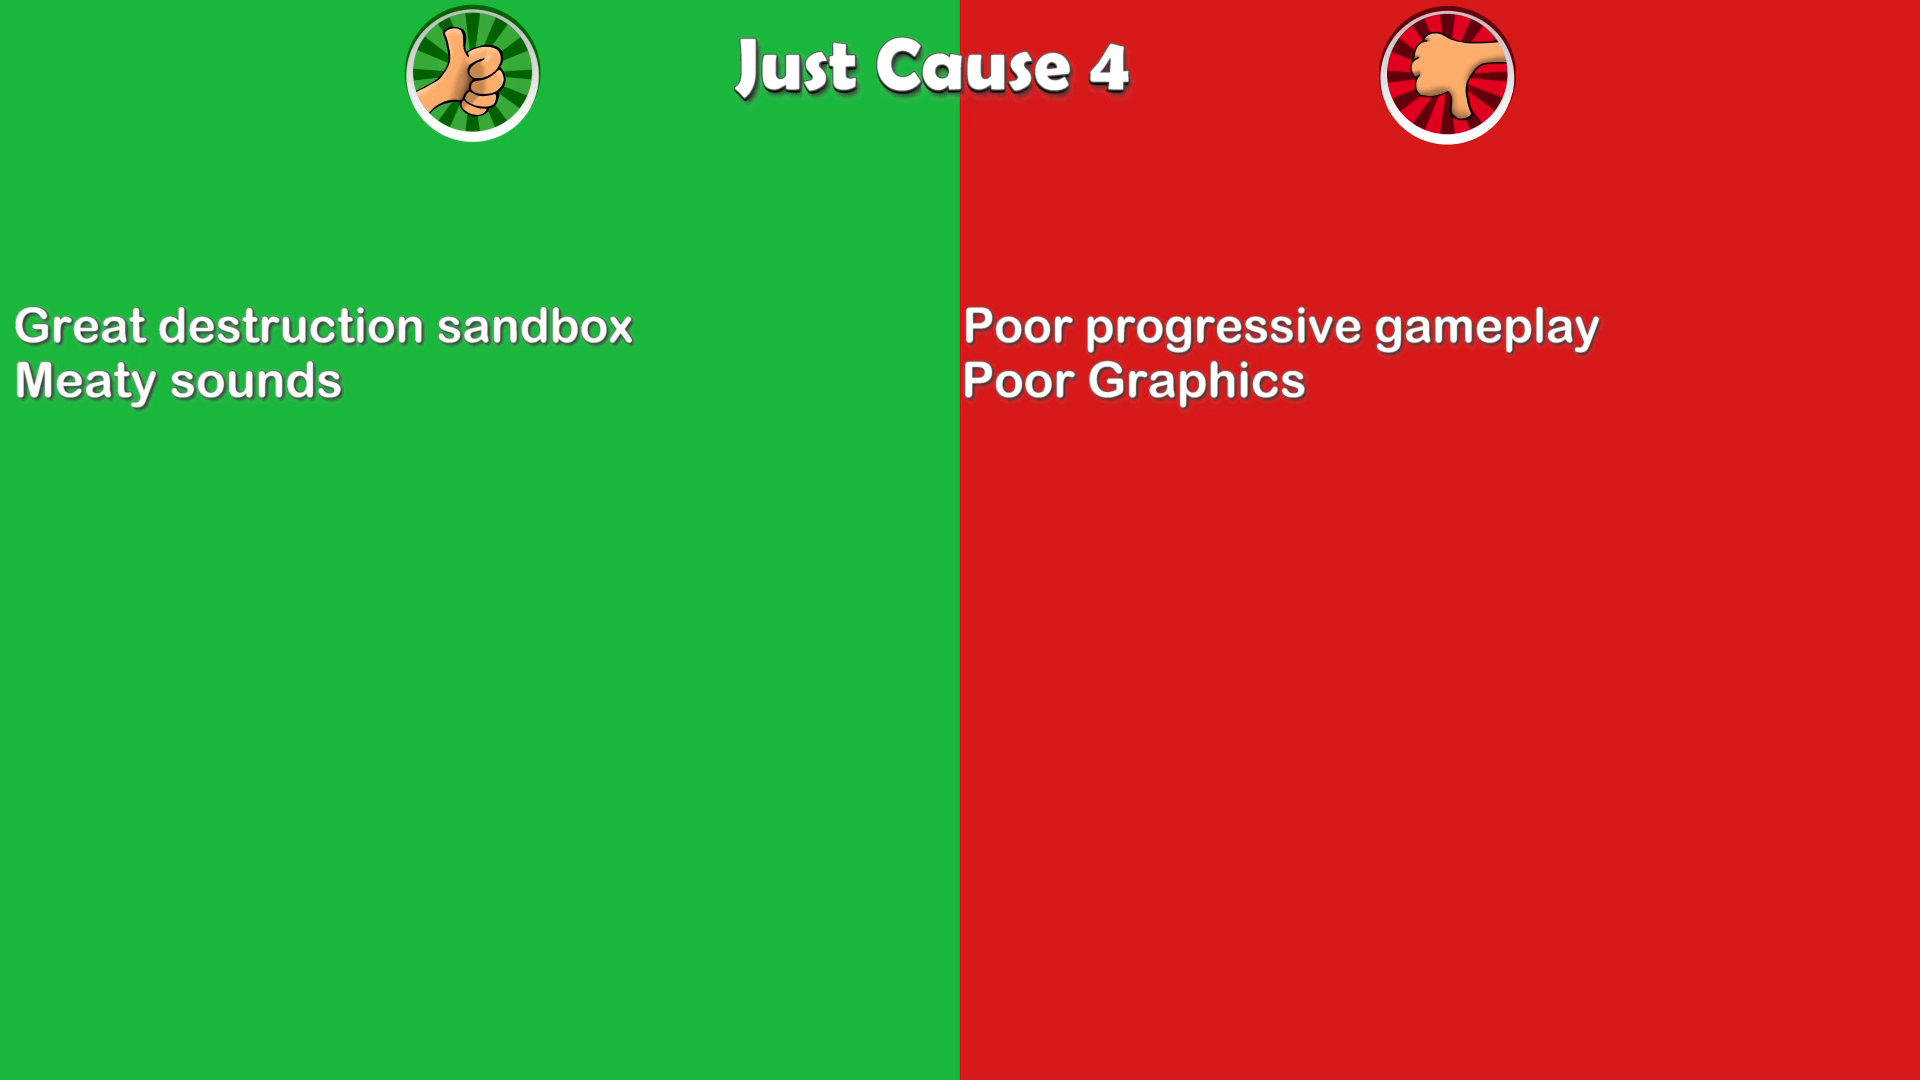 Just Cause 4
Great destruction sandbox
Meaty sounds
Poor progressive gameplay
Poor Graphics